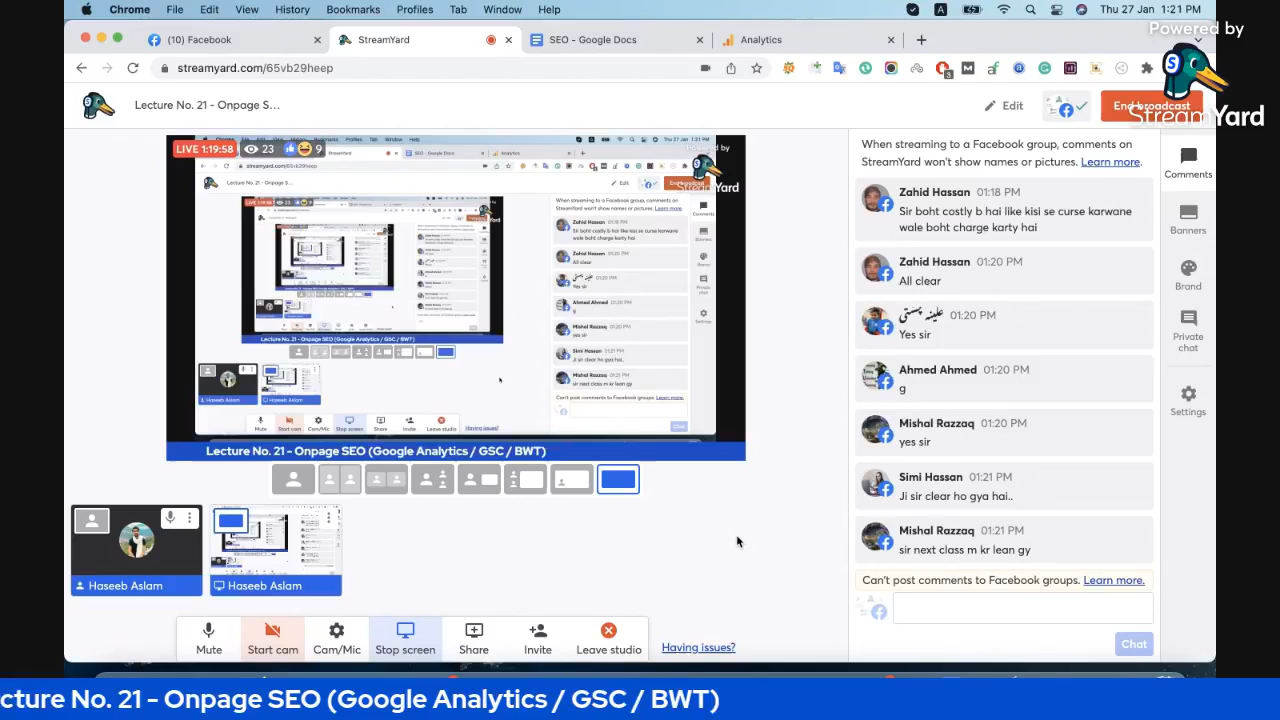 Chrome File Edit View History Bookmarks Profiles Tab Window Help
A
Thu 27 Jan 1:21 PM
Powered by
StreamYard
(10) Facebook
StreamYard
SEO - Google Docs
Analytics
streamyard.com/65vb29heep
Lecture No. 21 - Onpage S...
Edit
End broadcast
LIVE 1:19:58
23
9
Lecture No. 21 - Onpage SEO (Google Analytics / GSC / BWT)
Haseeb Aslam
Haseeb Aslam
Mute
Start cam
Cam/Mic
Stop screen
Share
Invite
Leave studio
Having issues?
When streaming to a Facebook group, comments on
StreamYard won't show names or pictures. Learn more.
Zahid Hassan 01:18 PM
Sir boht costly b hai like kisi se curse karwane
wale boht charge karty hai
Zahid Hassan 01:20 PM
All clear
01:20 PM
Yes sir
Ahmed Ahmed 01:20 PM
g
Mishal Razzaq 01:20 PM
yes sir
Simi Hassan 01:21 PM
Ji sir clear ho gya hai..
Mishal Razzaq 01:21 PM
sir next class m kr lean gy
Can't post comments to Facebook groups. Learn more.
Chat
Comments
Banners
Brand
Private
chat
Settings
cture No. 21 - Onpage SEO (Google Analytics / GSC / BWT)